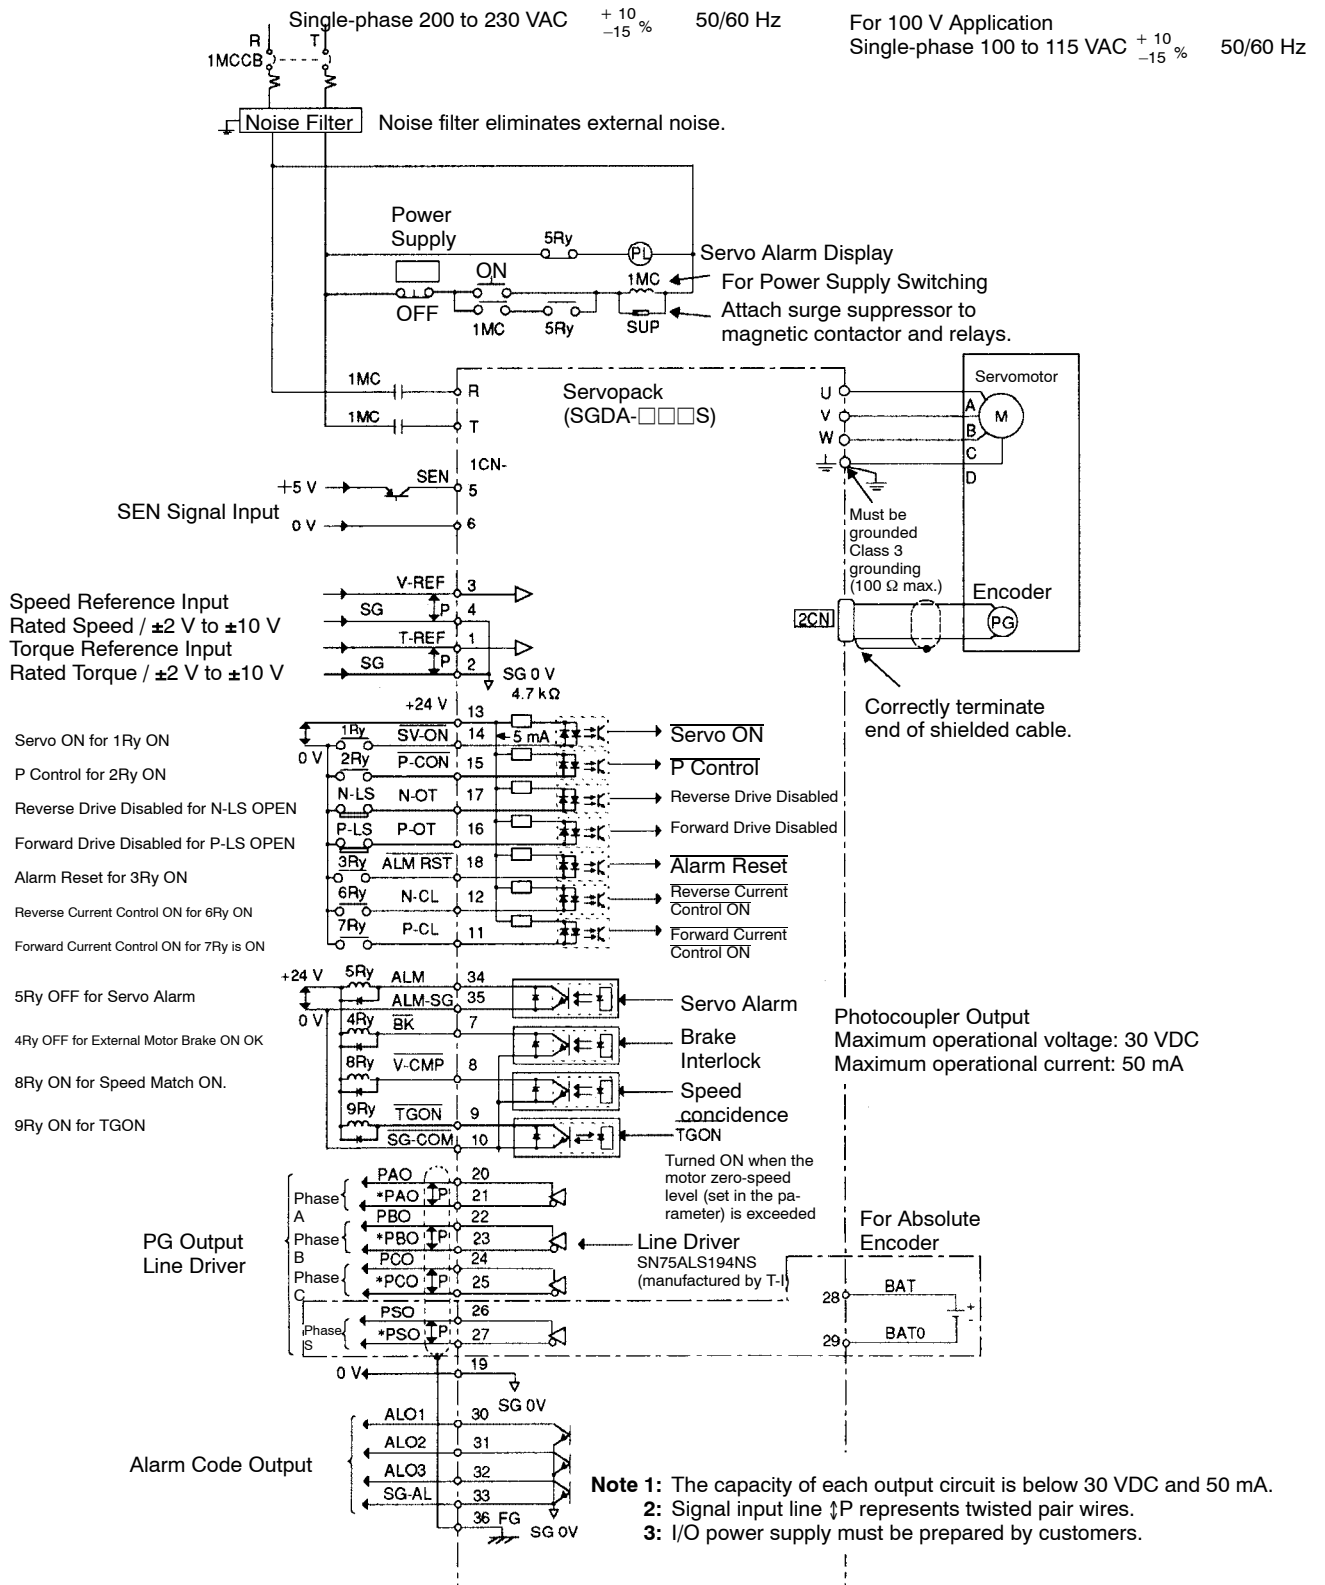 Single-phase 200 to 230 VAC + 10 −15 % 50/60 Hz
For 100 V Application
Single-phase 100 to 115 VAC + 10 −15 % 50/60 Hz
R T
1MCCB
Noise Filter
Noise filter eliminates external noise.
Power
Supply
5Ry
PL
Servo Alarm Display
ON
1MC
For Power Supply Switching
OFF
1MC
5Ry
SUP
Attach surge suppressor to
magnetic contactor and relays.
1MC
R
1MC
T
Servopack
(SGDA-□□□S)
U
V
W
Servomotor
A
B
C
D
M
1CN-
+5 V
SEN
5
SEN Signal Input
0 V
6
Must be
grounded
Class 3
grounding
(100 Ω max.)
Encoder
2CN
PG
Correctly terminate
end of shielded cable.
Speed Reference Input
Rated Speed / ±2 V to ±10 V
Torque Reference Input
Rated Torque / ±2 V to ±10 V
V-REF 3
SG P 4
T-REF 1
SG P 2
SG 0 V
4.7 kΩ
+24 V 13
Servo ON for 1Ry ON
0 V
1Ry SV-ON 14
5 mA
Servo ON
P Control for 2Ry ON
2Ry P-CON 15
P Control
Reverse Drive Disabled for N-LS OPEN
N-LS N-OT 17
Reverse Drive Disabled
Forward Drive Disabled for P-LS OPEN
P-LS P-OT 16
Forward Drive Disabled
Alarm Reset for 3Ry ON
3Ry ALM RST 18
Alarm Reset
Reverse Current Control ON for 6Ry ON
6Ry N-CL 12
Reverse Current
Control ON
Forward Current Control ON for 7Ry is ON
7Ry P-CL 11
Forward Current
Control ON
+24 V
5Ry ALM 34
5Ry OFF for Servo Alarm
ALM-SG 35
Servo Alarm
0 V
4Ry BK 7
4Ry OFF for External Motor Brake ON OK
Brake
Interlock
8Ry V-CMP 8
8Ry ON for Speed Match ON.
Speed
concidence
9Ry TGON 9
9Ry ON for TGON
SG-COM 10
TGON
Turned ON when the
motor zero-speed
level (set in the pa-
rameter) is exceeded
Photocoupler Output
Maximum operational voltage: 30 VDC
Maximum operational current: 50 mA
PG Output
Line Driver
Phase
A
PAO 20
*PAO P 21
Phase
B
PBO 22
*PBO P 23
Phase
C
PCO 24
*PCO P 25
Phase
S
PSO 26
*PSO P 27
Line Driver
SN75ALS194NS
(manufactured by T-I)
For Absolute
Encoder
28 BAT
+
-
29 BAT0
0 V 19
SG 0V
Alarm Code Output
ALO1 30
ALO2 31
ALO3 32
SG-AL 33
36 FG
SG 0V
Note 1: The capacity of each output circuit is below 30 VDC and 50 mA.
2: Signal input line ↕P represents twisted pair wires.
3: I/O power supply must be prepared by customers.